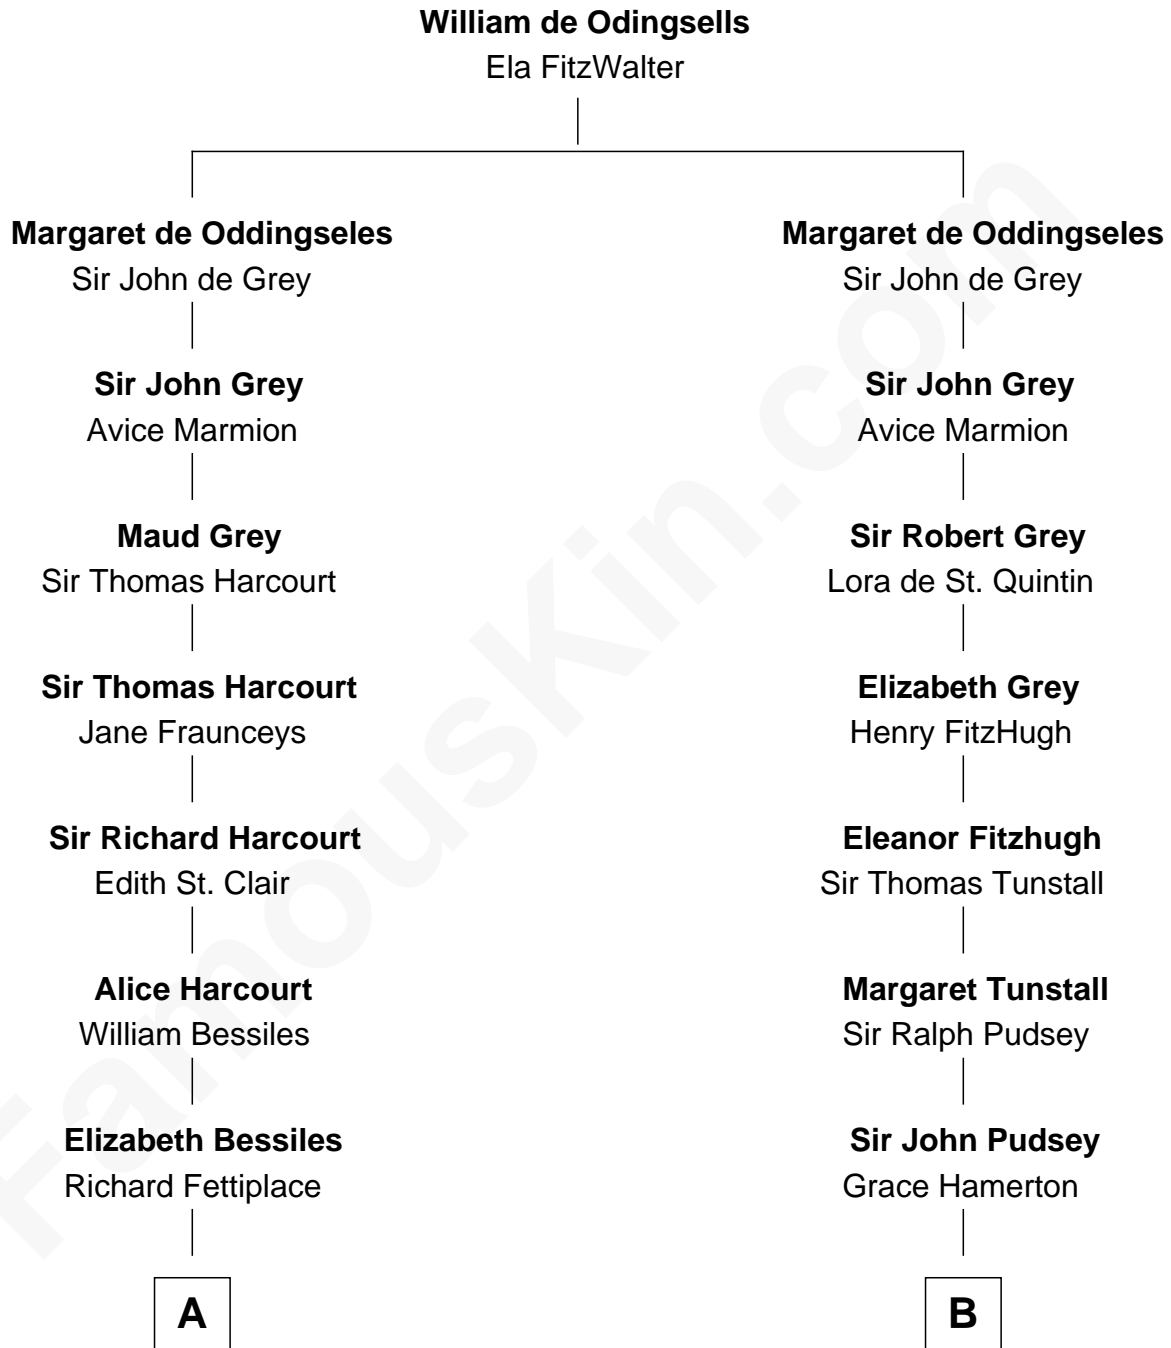 William de Odingsells
Ela FitzWalter
Margaret de Oddingseles
Sir John de Grey
Sir John Grey
Avice Marmion
Maud Grey
Sir Thomas Harcourt
Sir Thomas Harcourt
Jane Fraunceys
Sir Richard Harcourt
Edith St. Clair
Alice Harcourt
William Bessiles
Elizabeth Bessiles
Richard Fettiplace
A
Margaret de Oddingseles
Sir John de Grey
Sir John Grey
Avice Marmion
Sir Robert Grey
Lora de St. Quintin
Elizabeth Grey
Henry FitzHugh
Eleanor Fitzhugh
Sir Thomas Tunstall
Margaret Tunstall
Sir Ralph Pudsey
Sir John Pudsey
Grace Hamerton
B
FamousKin.com